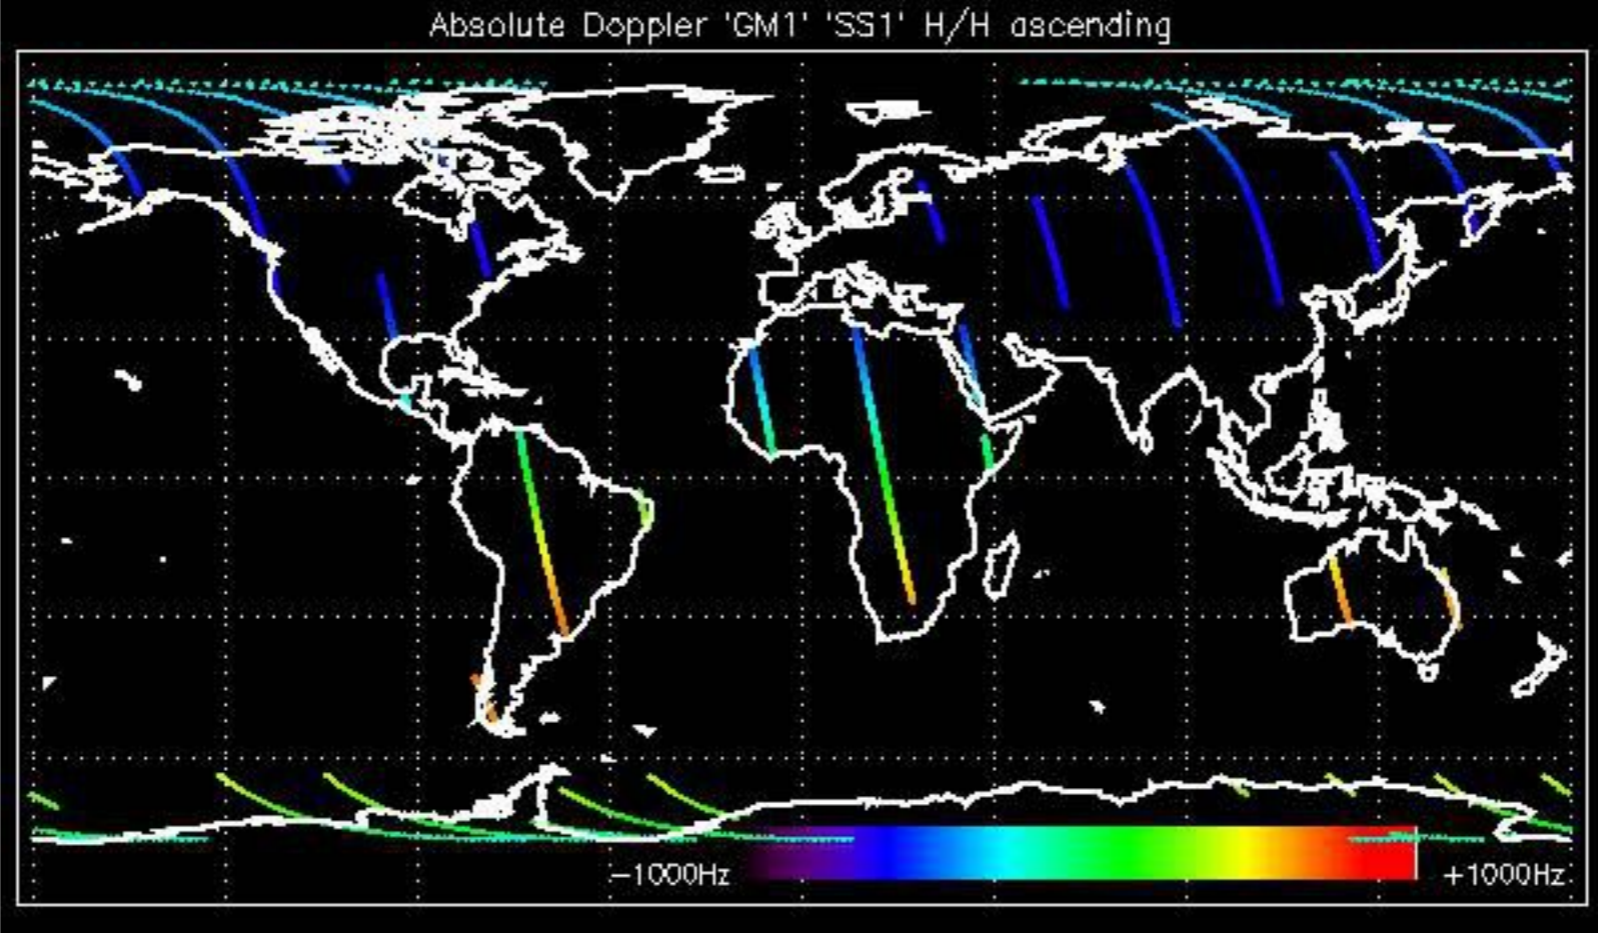 Absolute Doppler 'GM1' 'SS1' H/H ascending
−1000Hz +1000Hz